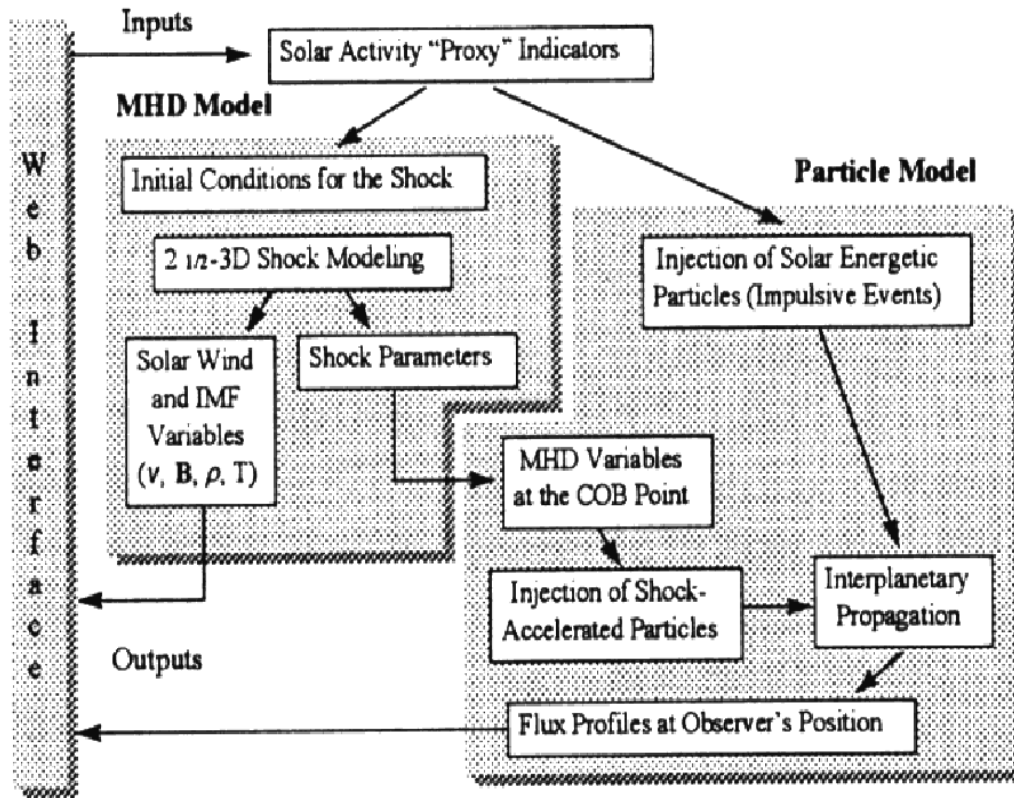 Inputs
Solar Activity “Proxy” Indicators
MHD Model
Web Interface
Initial Conditions for the Shock
Particle Model
2 1/2-3D Shock Modeling
Injection of Solar Energetic
Particles (Impulsive Events)
Solar Wind
and IMF
Variables
(v, B, ρ, T)
Shock Parameters
MHD Variables
at the COB Point
Injection of Shock-
Accelerated Particles
Interplanetary
Propagation
Outputs
Flux Profiles at Observer's Position